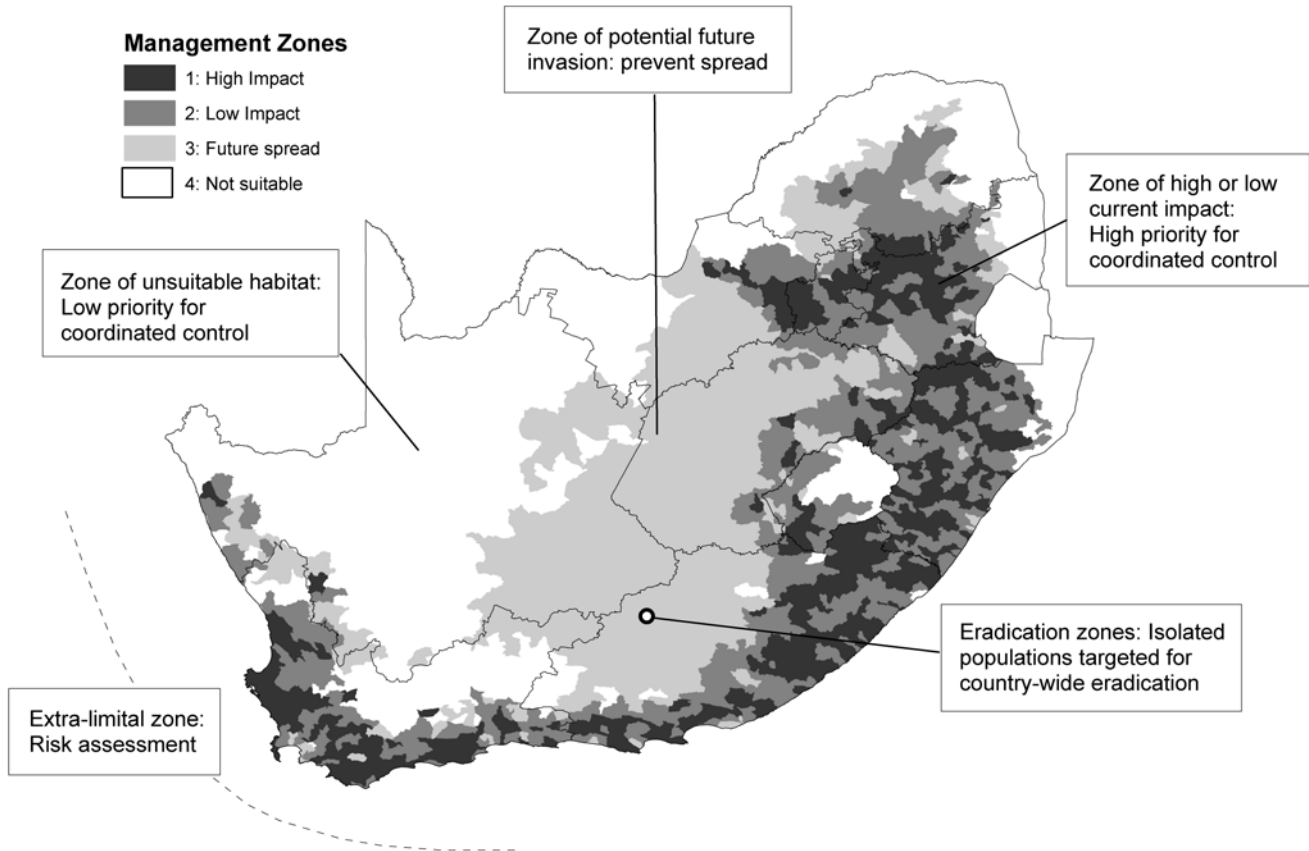 Management Zones
1: High Impact
2: Low Impact
3: Future spread
4: Not suitable
Zone of potential future
invasion: prevent spread
Zone of high or low
current impact:
High priority for
coordinated control
Zone of unsuitable habitat:
Low priority for
coordinated control
Eradication zones: Isolated
populations targeted for
country-wide eradication
Extra-limital zone:
Risk assessment